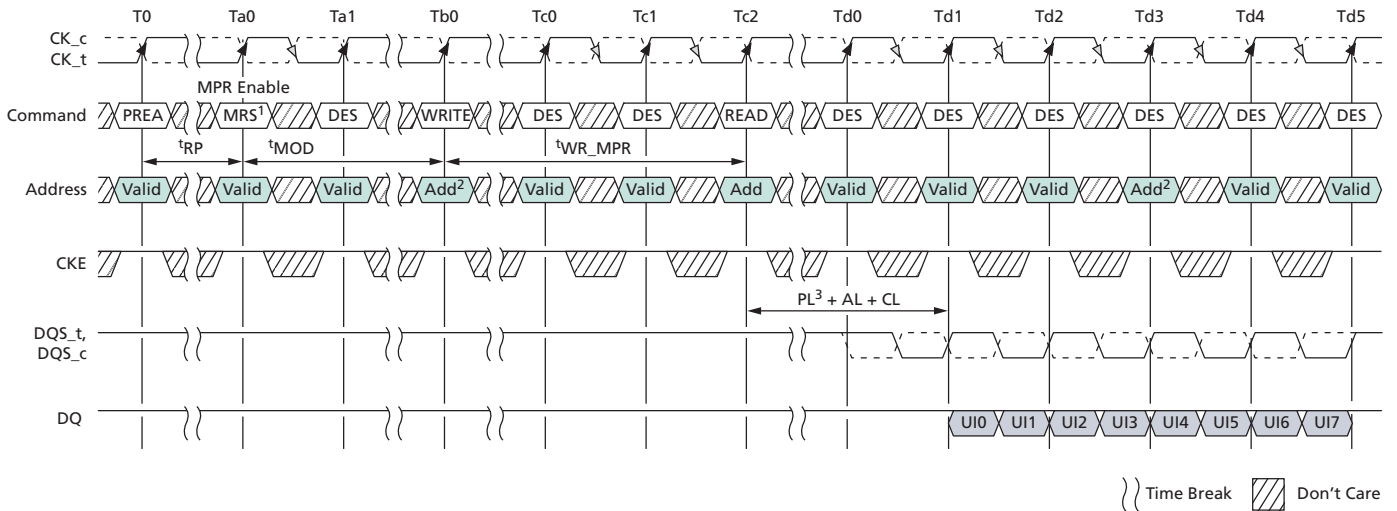 T0 Ta0 Ta1 Tb0 Tc0 Tc1 Tc2 Td0 Td1 Td2 Td3 Td4 Td5
CK_c
CK_t
MPR Enable
Command PREA MRS¹ DES WRITE DES DES READ DES DES DES DES DES DES
tRP tMOD tWR_MPR
Address Valid Valid Valid Add² Valid Valid Add Valid Valid Valid Add² Valid Valid
CKE
PL³ + AL + CL
DQS_t,
DQS_c
DQ UI0 UI1 UI2 UI3 UI4 UI5 UI6 UI7
Time Break Don't Care